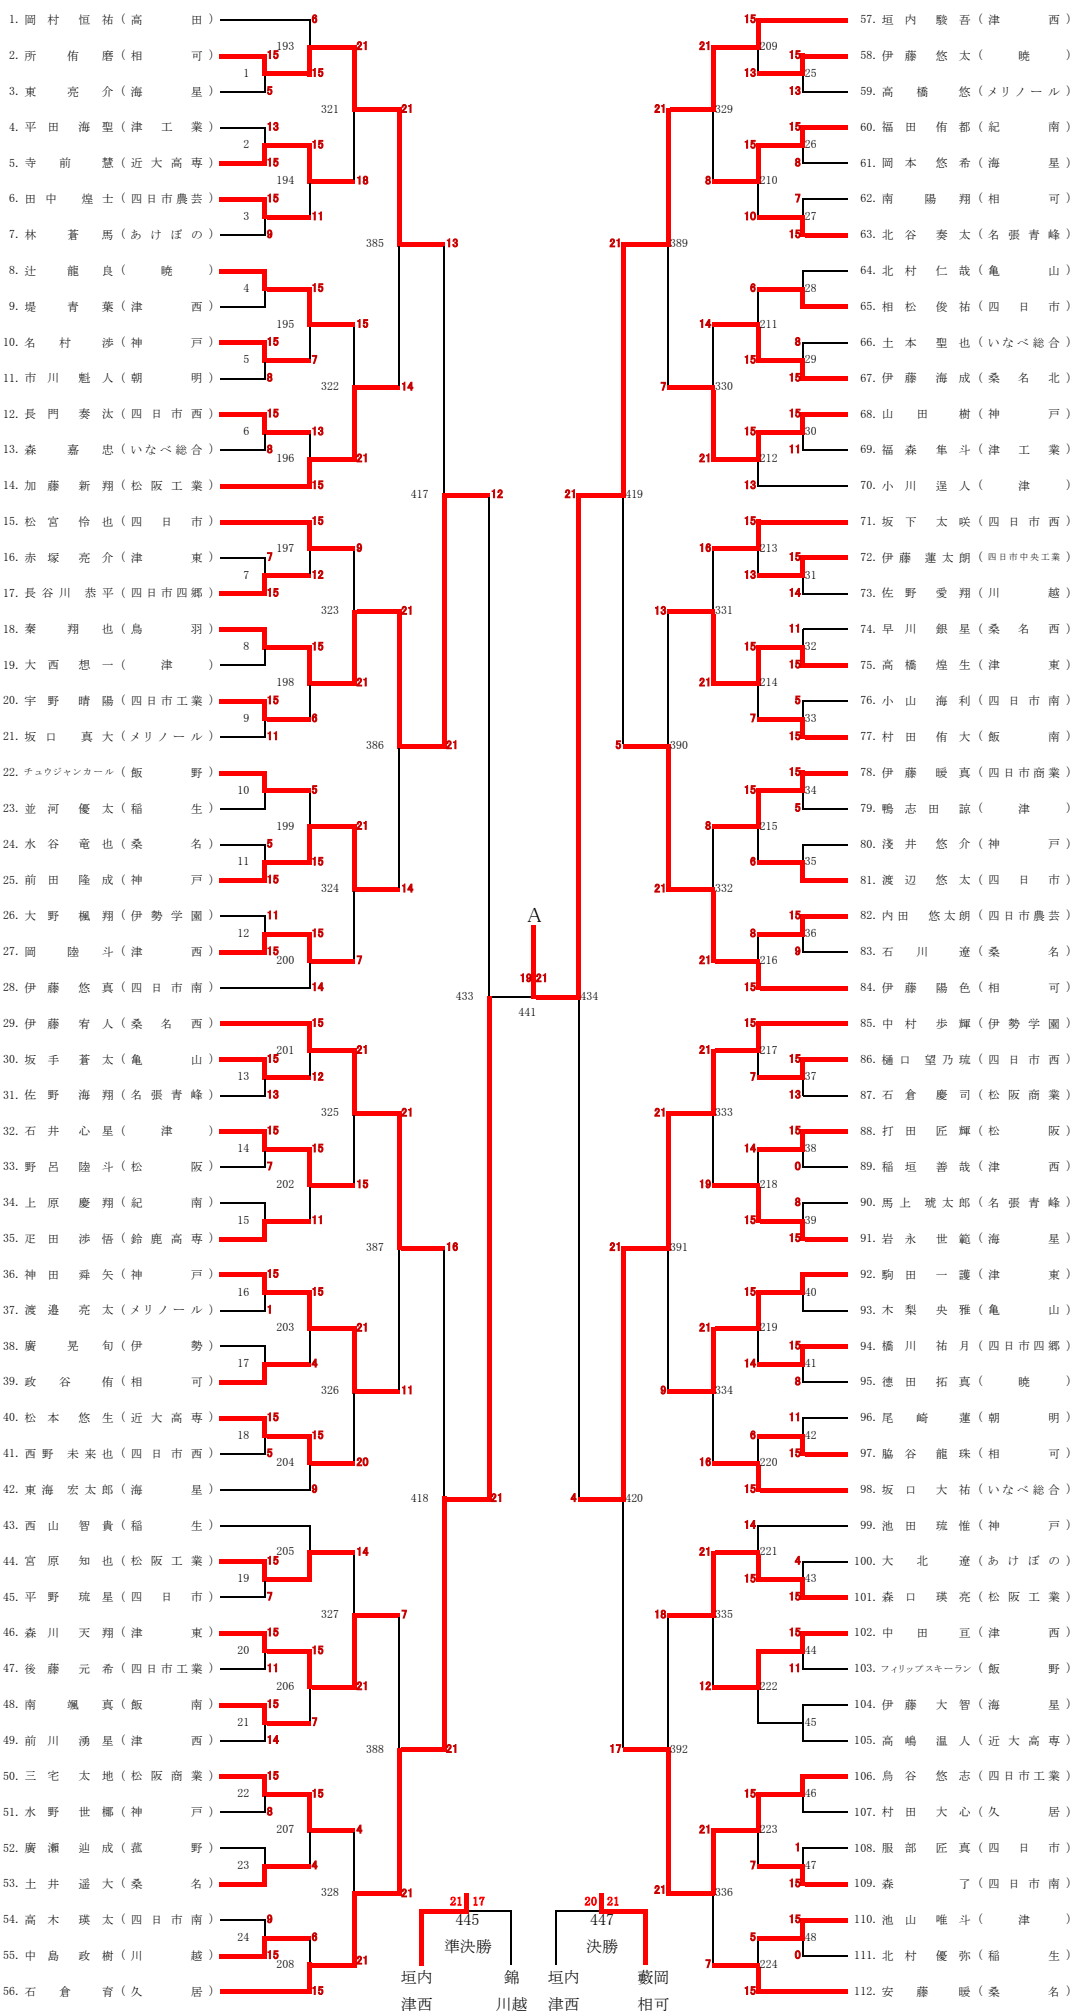 1. 岡村 恒祐 (高田)
2. 所 侑磨 (相可)
3. 東 亮介 (海星)
4. 平田 海聖 (津工業)
5. 寺前 慧 (近大高専)
6. 田中 煌士 (四日市農芸)
7. 林 蒼馬 (あけぼの)
8. 辻 龍良 (暁)
9. 堤 青葉 (津西)
10. 名村 渉 (神戸)
11. 市川 魁人 (朝明)
12. 長門 奏汰 (四日市西)
13. 森 嘉忠 (いなべ総合)
14. 加藤 新翔 (松阪工業)
15. 松宮 怜也 (四日市)
16. 赤塚 亮介 (津東)
17. 長谷川 恭平 (四日市四郷)
18. 秦 翔也 (鳥羽)
19. 大西 想一 (津)
20. 宇野 晴陽 (四日市工業)
21. 坂口 真大 (メリノール)
22. チュウジャンカール (飯野)
23. 並河 優太 (稲生)
24. 水谷 竜也 (桑名)
25. 前田 隆成 (神戸)
26. 大野 楓翔 (伊勢学園)
27. 岡 陸斗 (津西)
28. 伊藤 悠真 (四日市南)
29. 伊藤 宥人 (桑名西)
30. 坂手 蒼太 (亀山)
31. 佐野 海翔 (名張青峰)
32. 石井 心星 (津)
33. 野呂 陸斗 (松阪)
34. 上原 慶翔 (紀南)
35. 疋田 渉悟 (鈴鹿高専)
36. 神田 舜矢 (神戸)
37. 渡邉 亮太 (メリノール)
38. 廣 晃旬 (伊勢)
39. 政谷 侑 (相可)
40. 松本 悠生 (近大高専)
41. 西野 未来也 (四日市西)
42. 東海 宏太郎 (海星)
43. 西山 智貴 (稲生)
44. 宮原 知也 (松阪工業)
45. 平野 琉星 (四日市)
46. 森川 天翔 (津東)
47. 後藤 元希 (四日市工業)
48. 南 颯真 (飯南)
49. 前川 湧星 (津西)
50. 三宅 太地 (松阪商業)
51. 水野 世梛 (神戸)
52. 廣瀬 辿成 (菰野)
53. 土井 遥大 (桑名)
54. 高木 瑛太 (四日市南)
55. 中島 政樹 (川越)
56. 石倉 育 (久居)
57. 垣内 駿吾 (津西)
58. 伊藤 悠太 (暁)
59. 高橋 悠 (メリノール)
60. 福田 侑都 (紀南)
61. 岡本 悠希 (海星)
62. 南 陽翔 (相可)
63. 北谷 奏太 (名張青峰)
64. 北村 仁哉 (亀山)
65. 相松 俊祐 (四日市)
66. 土本 聖也 (いなべ総合)
67. 伊藤 海成 (桑名北)
68. 山田 樹 (神戸)
69. 福森 隼斗 (津工業)
70. 小川 逞人 (津)
71. 坂下 太咲 (四日市西)
72. 伊藤 蓮太朗 (四日市中央工業)
73. 佐野 愛翔 (川越)
74. 早川 銀星 (桑名西)
75. 高橋 煌生 (津東)
76. 小山 海利 (四日市南)
77. 村田 侑大 (飯南)
78. 伊藤 暖真 (四日市商業)
79. 鴨志田 諒 (津)
80. 淺井 悠介 (神戸)
81. 渡辺 悠太 (四日市)
82. 内田 悠太朗 (四日市農芸)
83. 石川 遼 (桑名)
84. 伊藤 陽色 (相可)
85. 中村 歩輝 (伊勢学園)
86. 樋口 望乃琉 (四日市西)
87. 石倉 慶司 (松阪商業)
88. 打田 匠輝 (松阪)
89. 稲垣 善哉 (津西)
90. 馬上 琥太郎 (名張青峰)
91. 岩永 世範 (海星)
92. 駒田 一護 (津東)
93. 木梨 央雅 (亀山)
94. 橋川 祐月 (四日市四郷)
95. 德田 拓真 (暁)
96. 尾崎 蓮 (朝明)
97. 脇谷 龍珠 (相可)
98. 坂口 大祐 (いなべ総合)
99. 池田 琉惟 (神戸)
100. 大北 遼 (あけぼの)
101. 森口 瑛亮 (松阪工業)
102. 中田 亘 (津西)
103. フィリップスキーラン (飯野)
104. 伊藤 大智 (海星)
105. 高嶋 温人 (近大高専)
106. 鳥谷 悠志 (四日市工業)
107. 村田 大心 (久居)
108. 服部 匠真 (四日市)
109. 森 了 (四日市南)
110. 池山 唯斗 (津)
111. 北村 優弥 (稲生)
112. 安藤 暖 (桑名)
A
19 21
441
21 17
445
準決勝
垣内 錦
津西 川越
20 21
447
決勝
垣内 藪岡
津西 相可